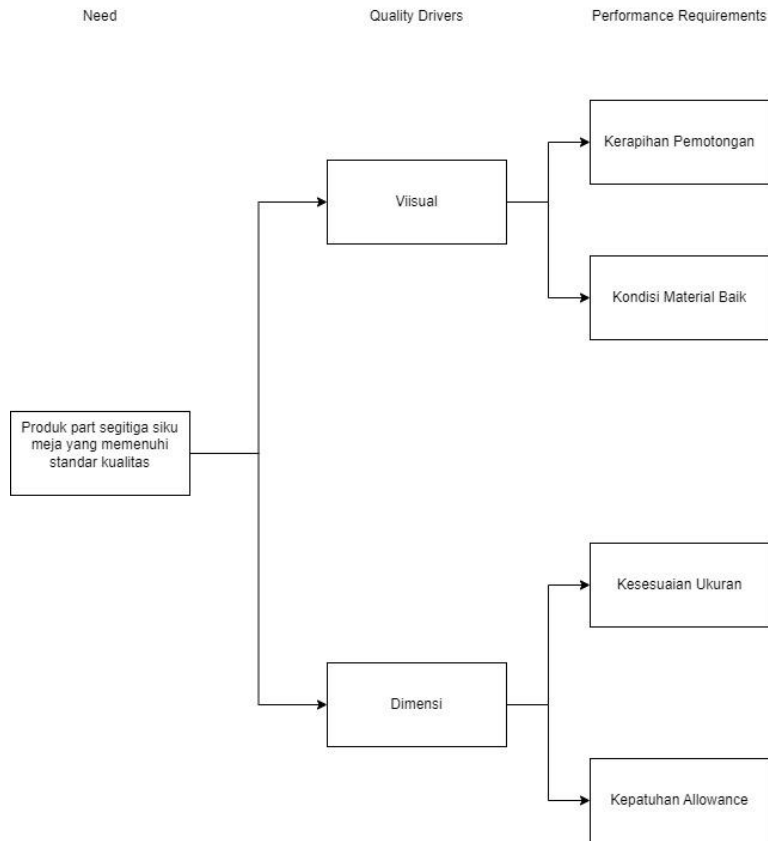 Need
Quality Drivers
Performance Requirements
Kerapihan Pemotongan
Viisual
Kondisi Material Baik
Produk part segitiga siku
meja yang memenuhi
standar kualitas
Kesesuaian Ukuran
Dimensi
Kepatuhan Allowance